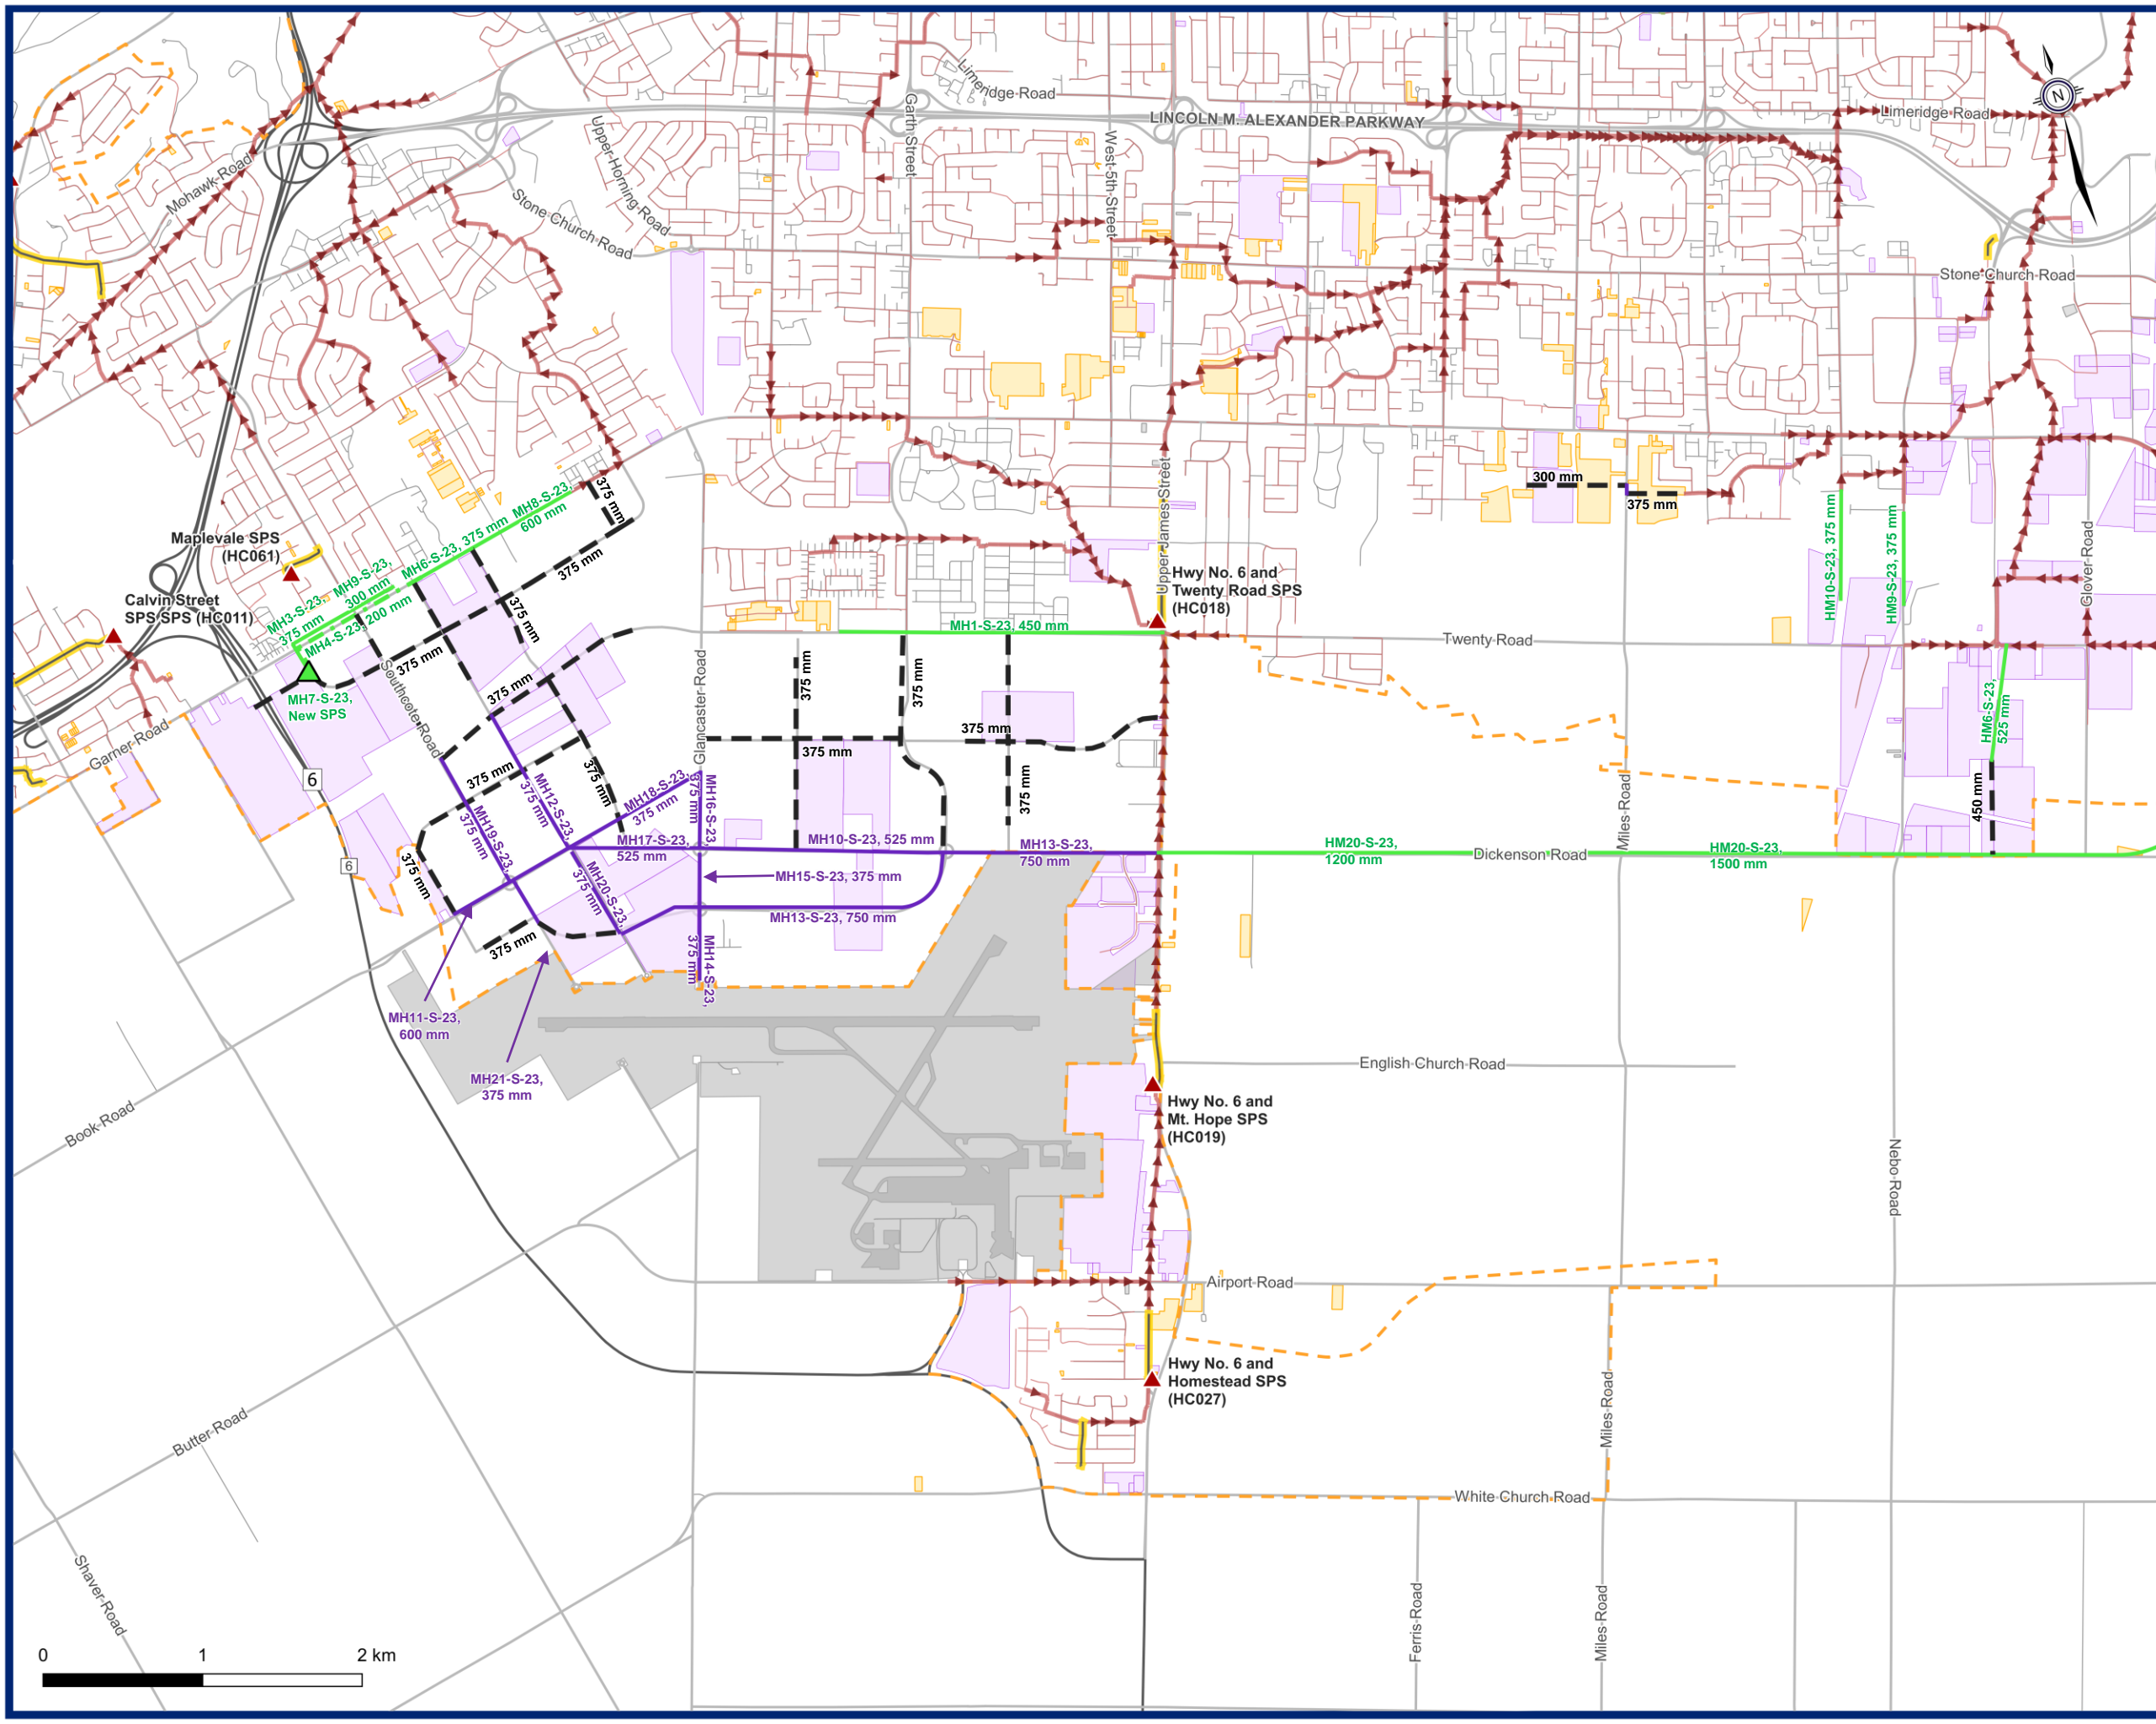 Limeridge Road
LINCOLN M. ALEXANDER PARKWAY
Limeridge Road
N
Mohawk Road
Upper Horning Road
Garth Street
West 5th Street
Stone Church Road
Stone Church Road
Upper James Street
300 mm
375 mm
HM10-S-23, 375 mm
HM9-S-23, 375 mm
Glover Road
Maplevale SPS
(HC061)
Calvin Street
SPS SPS (HC011)
MH3-S-23,
375 mm
MH9-S-23,
300 mm
MH4-S-23, 200 mm
MH6-S-23, 375 mm
MH8-S-23,
600 mm
375 mm
375 mm
375 mm
375 mm
375 mm
Hwy No. 6 and
Twenty Road SPS
(HC018)
MH1-S-23, 450 mm
Twenty Road
MH7-S-23,
New SPS
Southcote Road
Garner Road
6
6
Glancaster Road
375 mm
375 mm
375 mm
375 mm
375 mm
HM6-S-23,
525 mm
450 mm
Miles Road
375 mm
375 mm
375 mm
MH12-S-23,
375 mm
MH18-S-23,
375 mm
MH16-S-23,
375 mm
MH19-S-23,
375 mm
MH17-S-23,
525 mm
MH10-S-23, 525 mm
MH13-S-23,
750 mm
HM20-S-23,
1200 mm
Dickenson Road
HM20-S-23,
1500 mm
MH20-S-23,
375 mm
MH15-S-23, 375 mm
MH13-S-23, 750 mm
375 mm
MH14-S-23,
375 mm
MH11-S-23,
600 mm
MH21-S-23,
375 mm
English Church Road
Hwy No. 6 and
Mt. Hope SPS
(HC019)
Book Road
Nebo Road
Airport Road
Hwy No. 6 and
Homestead SPS
(HC027)
Miles Road
Butter Road
White Church Road
Shaver Road
Ferris Road
Miles Road
0 1 2 km